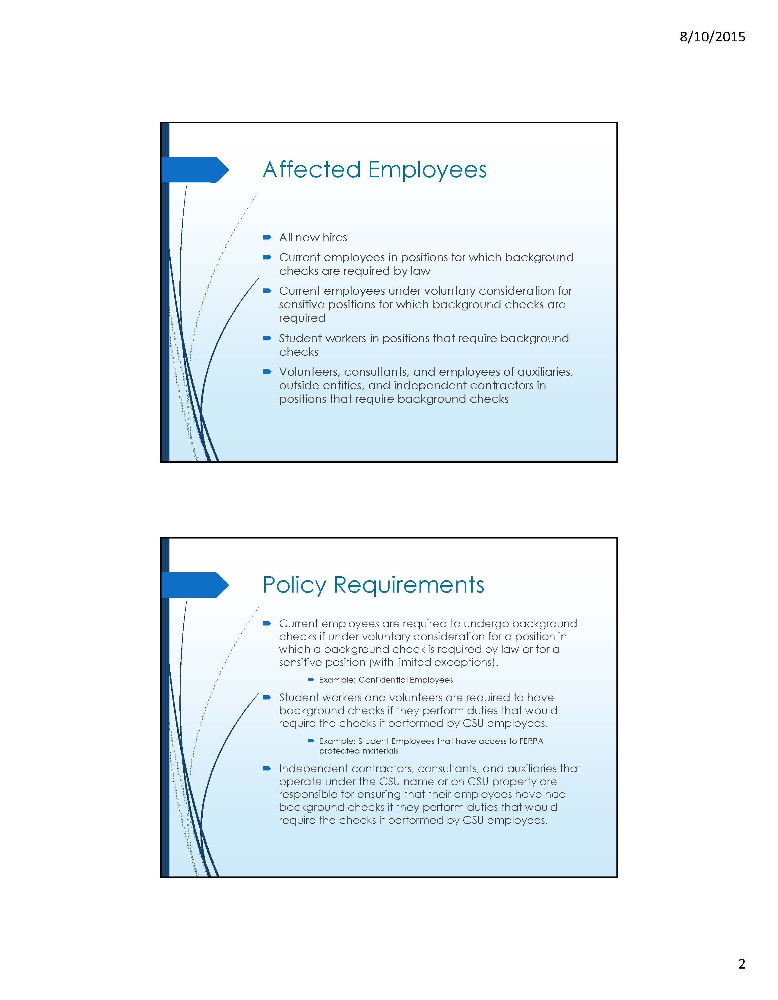 8/10/2015
Affected Employees
All new hires
Current employees in positions for which background
checks are required by law
Current employees under voluntary consideration for
sensitive positions for which background checks are
required
Student workers in positions that require background
checks
Volunteers, consultants, and employees of auxiliaries,
outside entities, and independent contractors in
positions that require background checks
Policy Requirements
Current employees are required to undergo background
checks if under voluntary consideration for a position in
which a background check is required by law or for a
sensitive position (with limited exceptions).
Example: Confidential Employees
Student workers and volunteers are required to have
background checks if they perform duties that would
require the checks if performed by CSU employees.
Example: Student Employees that have access to FERPA
protected materials
Independent contractors, consultants, and auxiliaries that
operate under the CSU name or on CSU property are
responsible for ensuring that their employees have had
background checks if they perform duties that would
require the checks if performed by CSU employees.
2